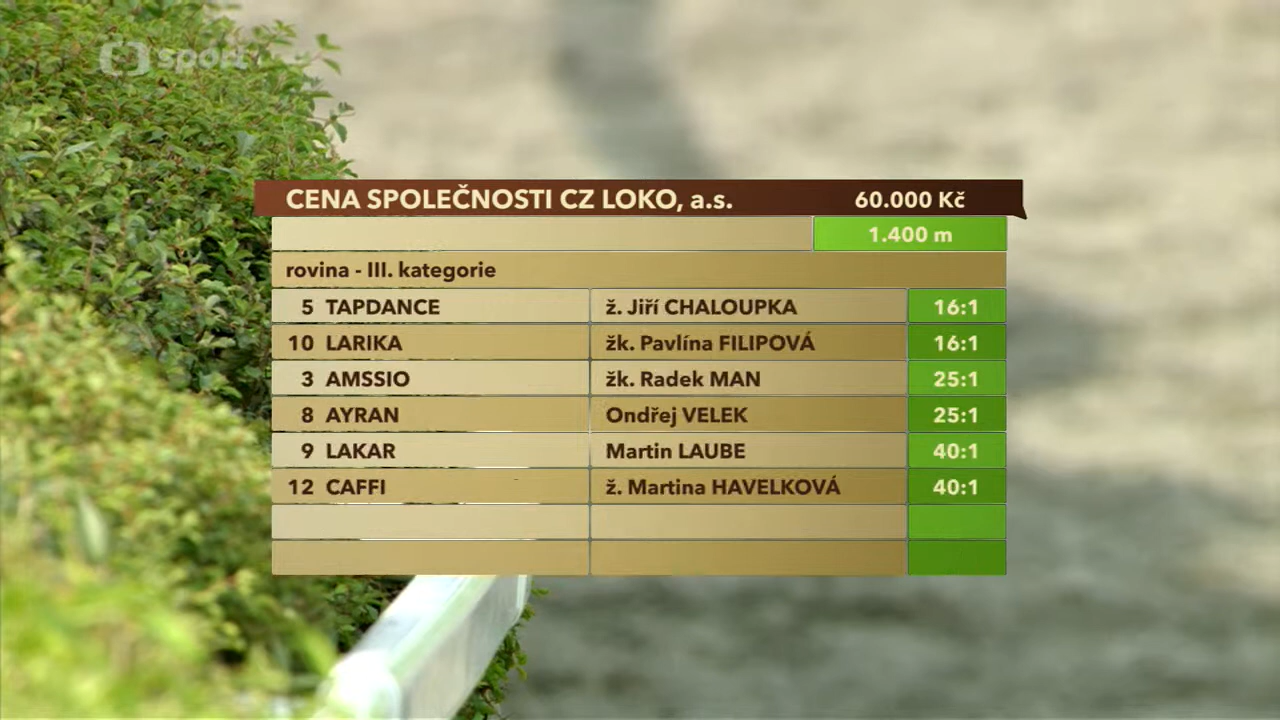 sport
CENA SPOLEČNOSTI CZ LOKO, a.s. 60.000 Kč
1.400 m
rovina - III. kategorie
5 TAPDANCE ž. Jiří CHALOUPKA 16:1
10 LARIKA žk. Pavlína FILIPOVÁ 16:1
3 AMSSIO žk. Radek MAN 25:1
8 AYRAN Ondřej VELEK 25:1
9 LAKAR Martin LAUBE 40:1
12 CAFFI ž. Martina HAVELKOVÁ 40:1